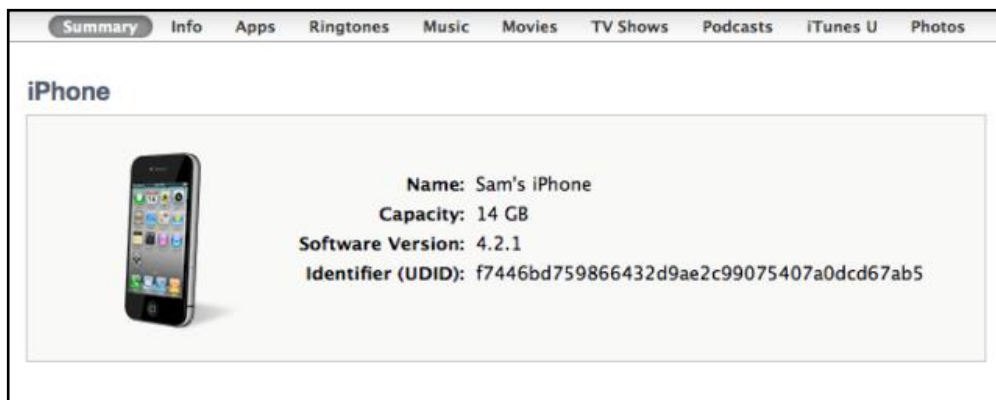 Summary Info Apps Ringtones Music Movies TV Shows Podcasts iTunes U Photos
iPhone
Name: Sam's iPhone
Capacity: 14 GB
Software Version: 4.2.1
Identifier (UDID): f7446bd759866432d9ae2c99075407a0dcd67ab5